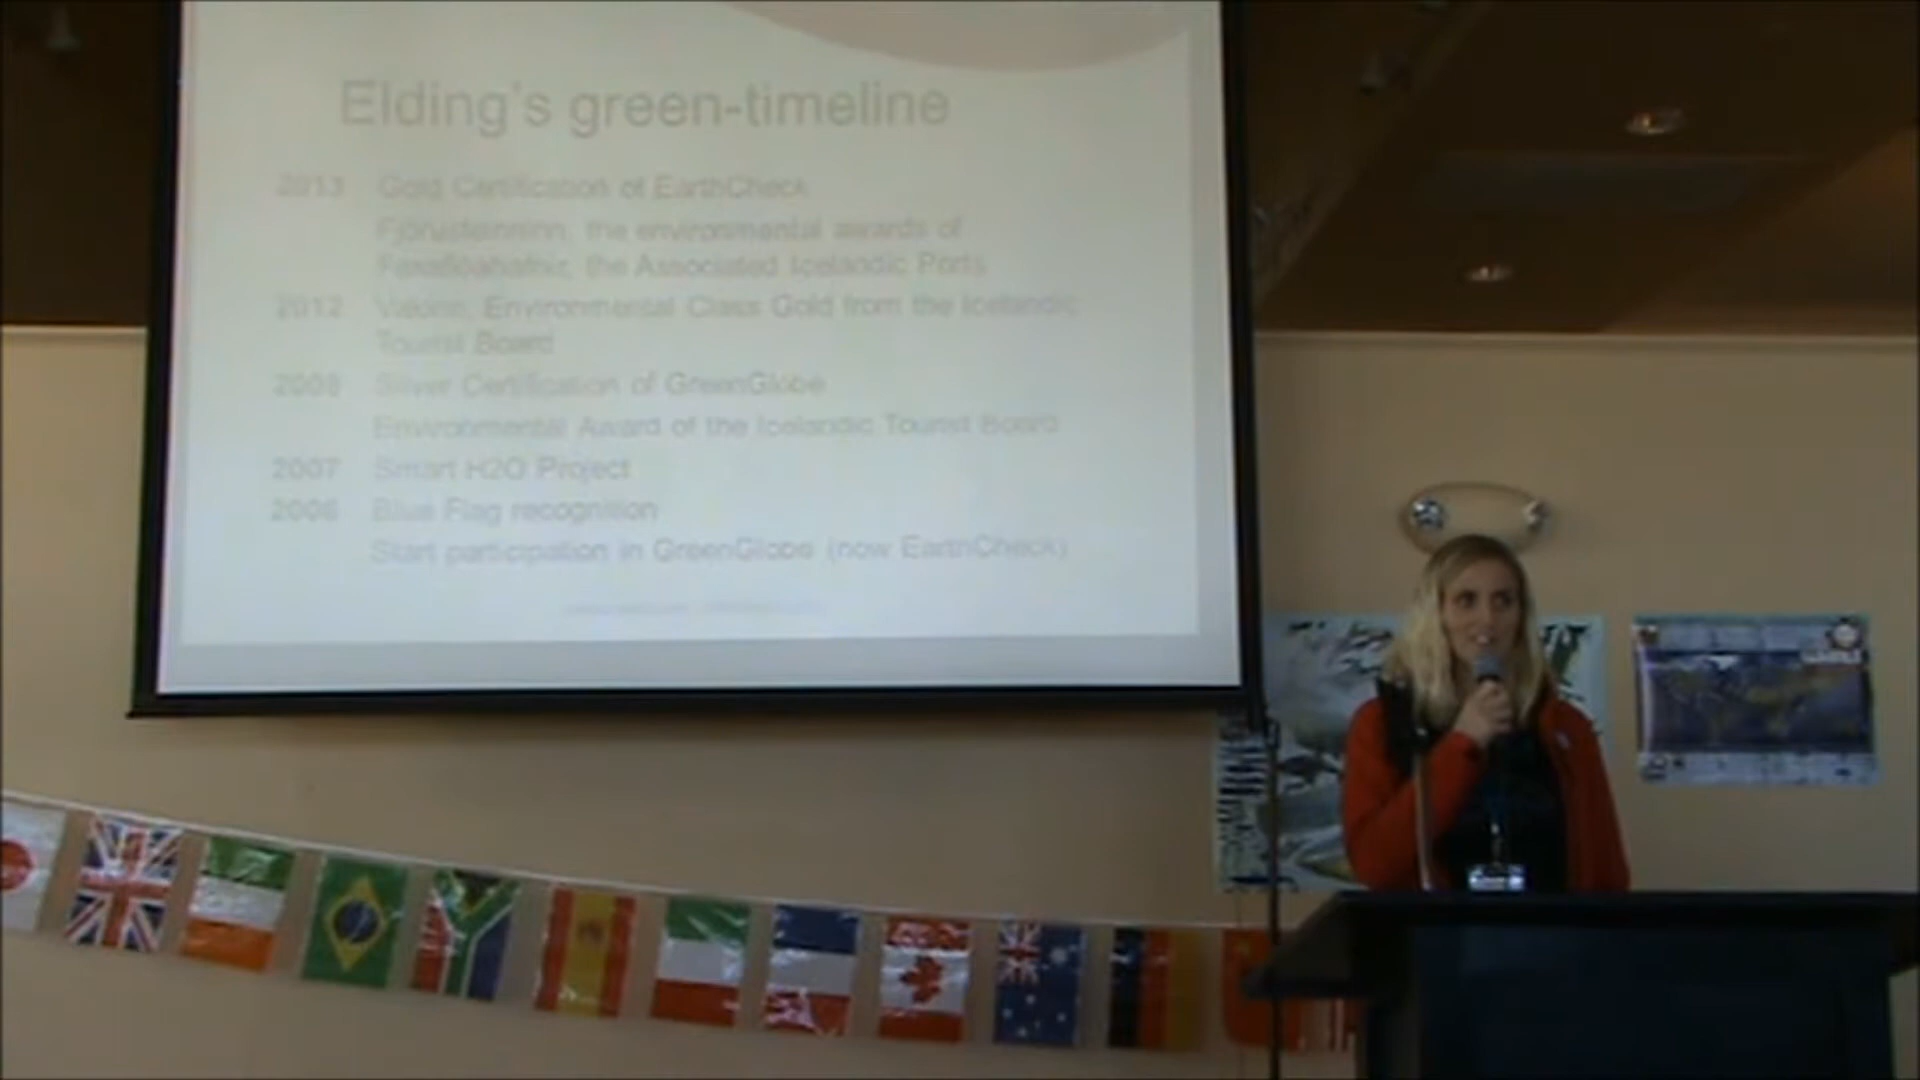 Elding's green-timeline
2013 Gold Certification of EarthCheck
Fjörusteininn, the environmental awards of
Faxaflóahafnir, the Associated Icelandic Ports
2012 Vakinn, Environmental Class Gold from the Icelandic
Tourist Board
2008 Silver Certification of GreenGlobe
Environmental Award of the Icelandic Tourist Board
2007 Smart H2O Project
2006 Blue Flag recognition
Start participation in GreenGlobe (now EarthCheck)